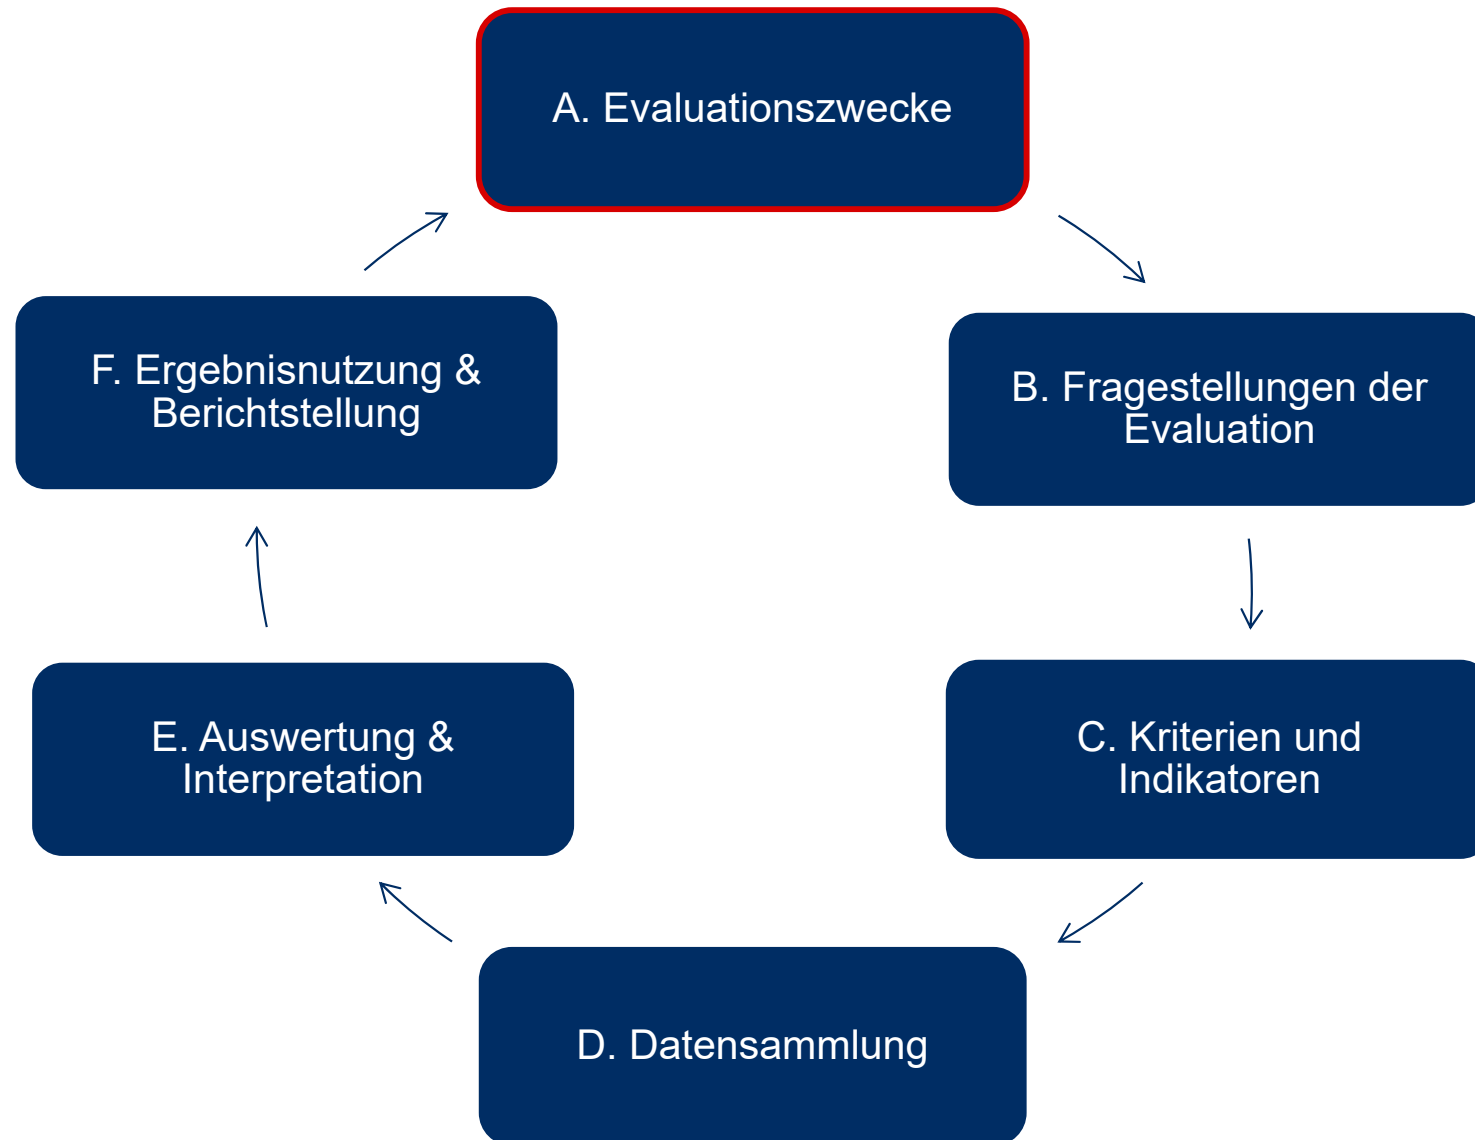 A. Evaluationszwecke
B. Fragestellungen der
Evaluation
C. Kriterien und
Indikatoren
D. Datensammlung
E. Auswertung &
Interpretation
F. Ergebnisnutzung &
Berichtstellung